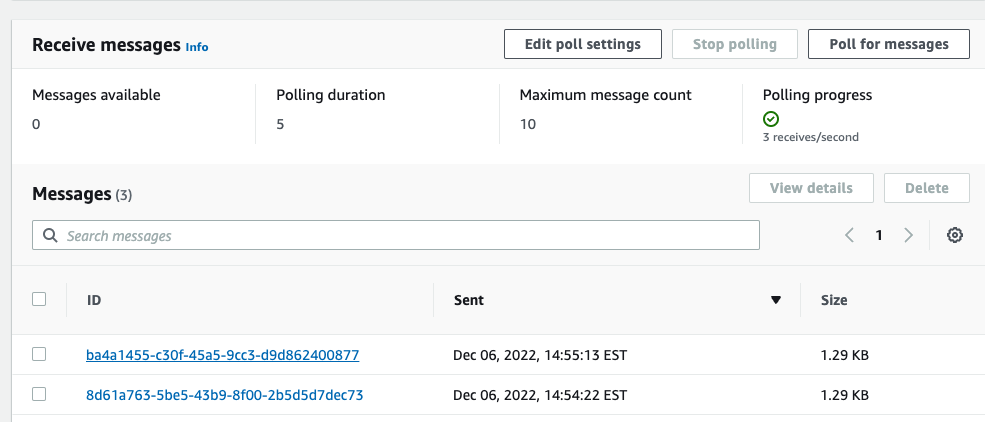 Receive messages Info
Edit poll settings
Stop polling
Poll for messages
Messages available
0
Polling duration
5
Maximum message count
10
Polling progress
3 receives/second
Messages (3)
View details
Delete
Search messages
1
ID Sent Size
ba4a1455-c30f-45a5-9cc3-d9d862400877 Dec 06, 2022, 14:55:13 EST 1.29 KB
8d61a763-5be5-43b9-8f00-2b5d5d7dec73 Dec 06, 2022, 14:54:22 EST 1.29 KB